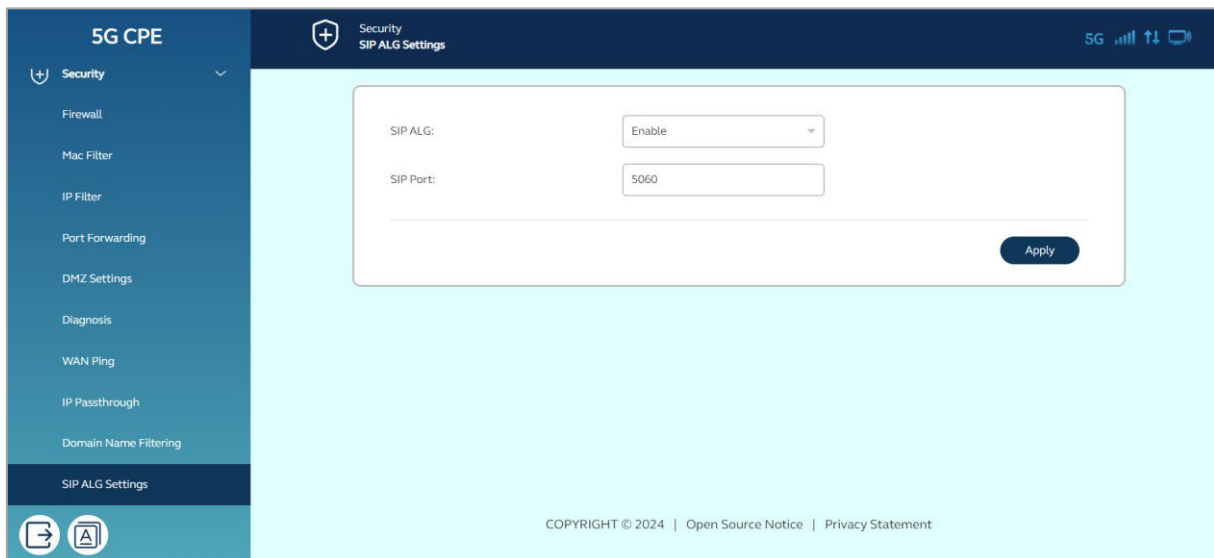 5G CPE
Security
Firewall
Mac Filter
IP Filter
Port Forwarding
DMZ Settings
Diagnosis
WAN Ping
IP Passthrough
Domain Name Filtering
SIP ALG Settings
A
Security
SIP ALG Settings
5G
SIP ALG:
Enable
SIP Port:
5060
Apply
COPYRIGHT © 2024 | Open Source Notice | Privacy Statement